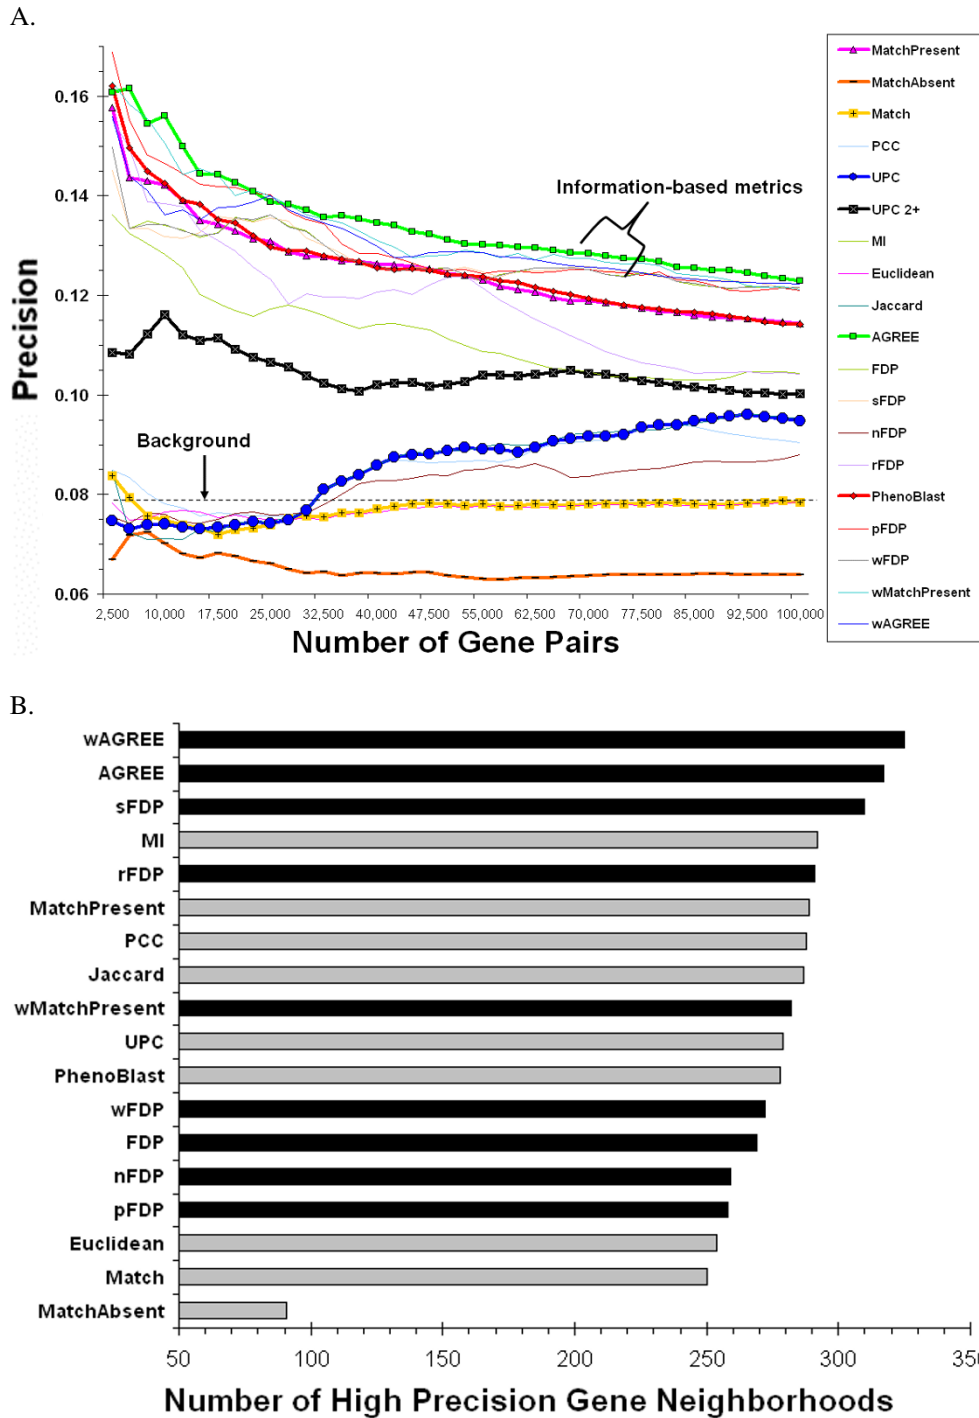 A.
Precision
0.16
0.14
0.12
0.10
0.08
0.06
Information-based metrics
Background
2,500 10,000 17,500 25,000 32,500 40,000 47,500 55,000 62,500 70,000 77,500 85,000 92,500 100,000
Number of Gene Pairs
MatchPresent
MatchAbsent
Match
PCC
UPC
UPC 2+
MI
Euclidean
Jaccard
AGREE
FDP
sFDP
nFDP
rFDP
PhenoBlast
pFDP
wFDP
wMatchPresent
wAGREE
B.
wAGREE
AGREE
sFDP
MI
rFDP
MatchPresent
PCC
Jaccard
wMatchPresent
UPC
PhenoBlast
wFDP
FDP
nFDP
pFDP
Euclidean
Match
MatchAbsent
50 100 150 200 250 300 350
Number of High Precision Gene Neighborhoods